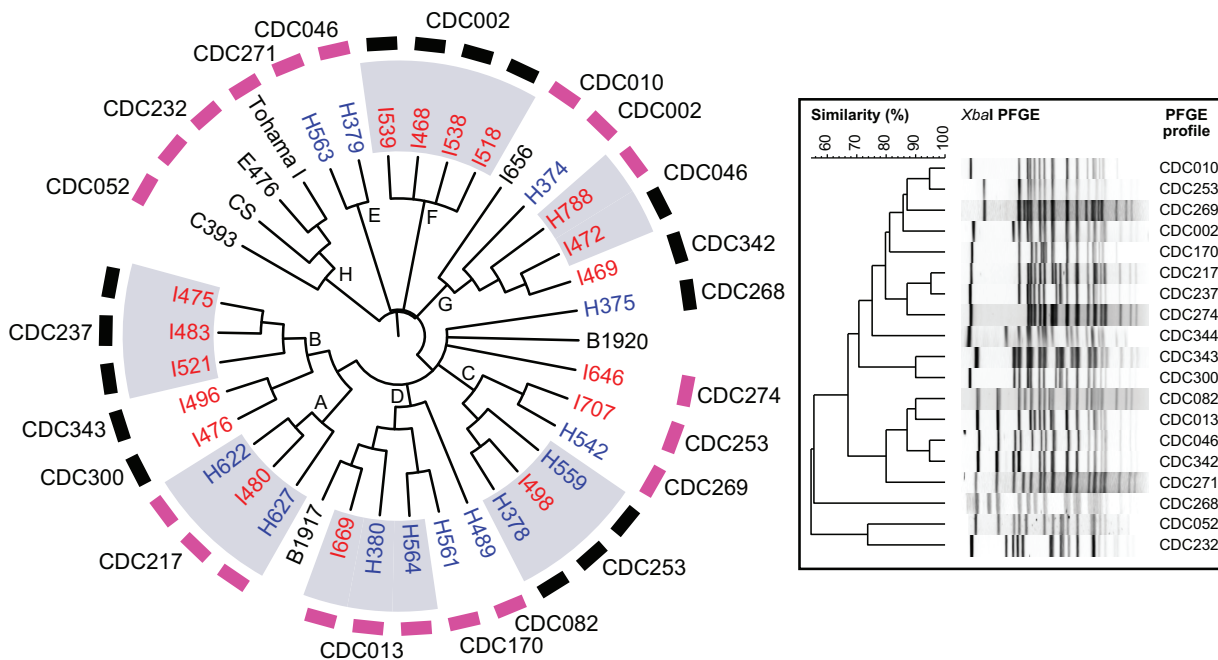 CDC046
CDC271
CDC232
CDC052
CDC002
CDC010
CDC002
CDC046
CDC342
CDC268
CDC274
CDC253
CDC269
CDC253
CDC082
CDC170
CDC013
CDC217
CDC300
CDC343
CDC237
C393
CS
E476
Tohama I
H563
H379
I539
I468
I538
I518
I656
H374
H788
I472
I469
H375
B1920
I646
I707
H542
H559
I498
H378
H489
H561
H564
H380
I669
B1917
H627
I480
H622
I476
I496
I521
I483
I475
E
F
G
H
B
A
D
C
Similarity (%)
XbaI PFGE
PFGE
profile
60
70
80
90
100
CDC010
CDC253
CDC269
CDC002
CDC170
CDC217
CDC237
CDC274
CDC344
CDC343
CDC300
CDC082
CDC013
CDC046
CDC342
CDC271
CDC268
CDC052
CDC232